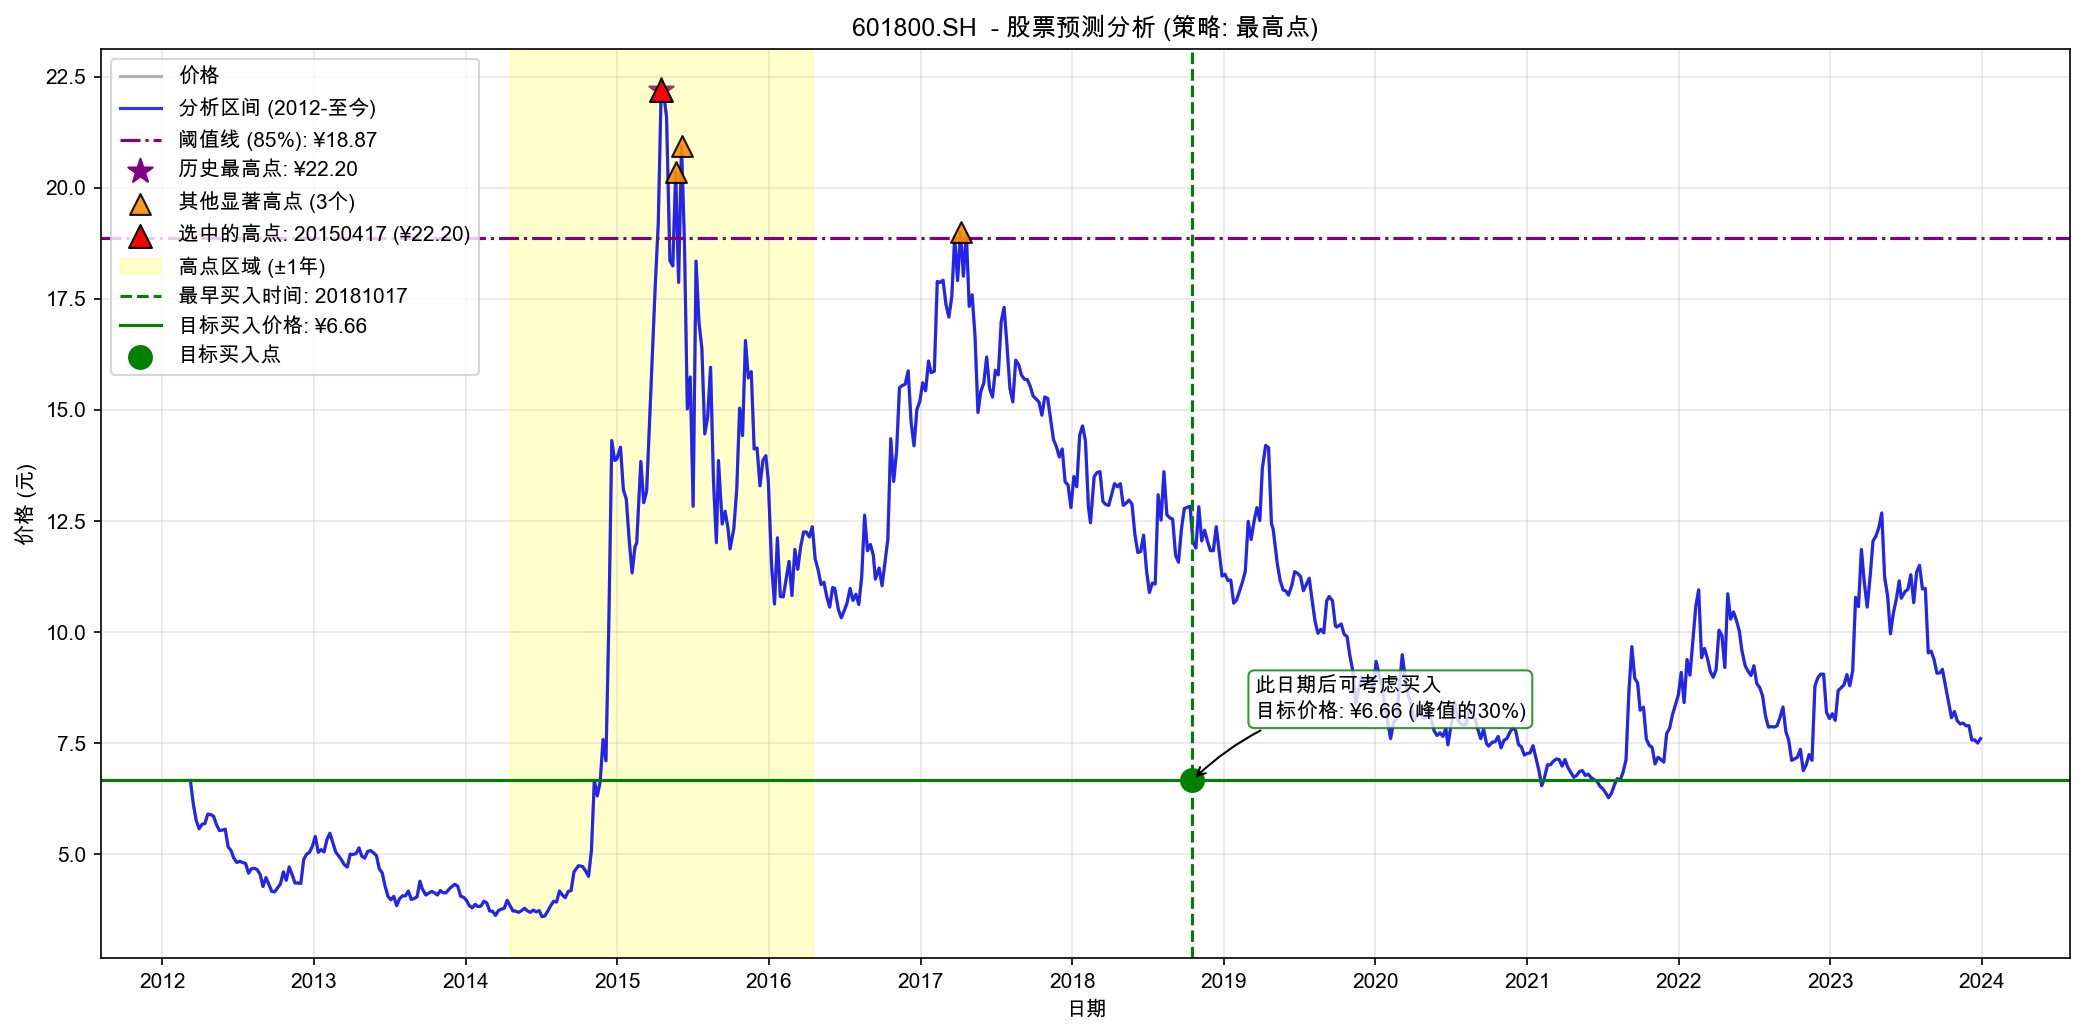 601800.SH - 股票预测分析 (策略: 最高点)
价格
分析区间 (2012-至今)
阈值线 (85%): ¥18.87
历史最高点: ¥22.20
其他显著高点 (3个)
选中的高点: 20150417 (¥22.20)
高点区域 (±1年)
最早买入时间: 20181017
目标买入价格: ¥6.66
目标买入点
22.5
20.0
17.5
15.0
12.5
10.0
7.5
5.0
价格 (元)
此日期后可考虑买入
目标价格: ¥6.66 (峰值的30%)
2012
2013
2014
2015
2016
2017
2018
2019
2020
2021
2022
2023
2024
日期